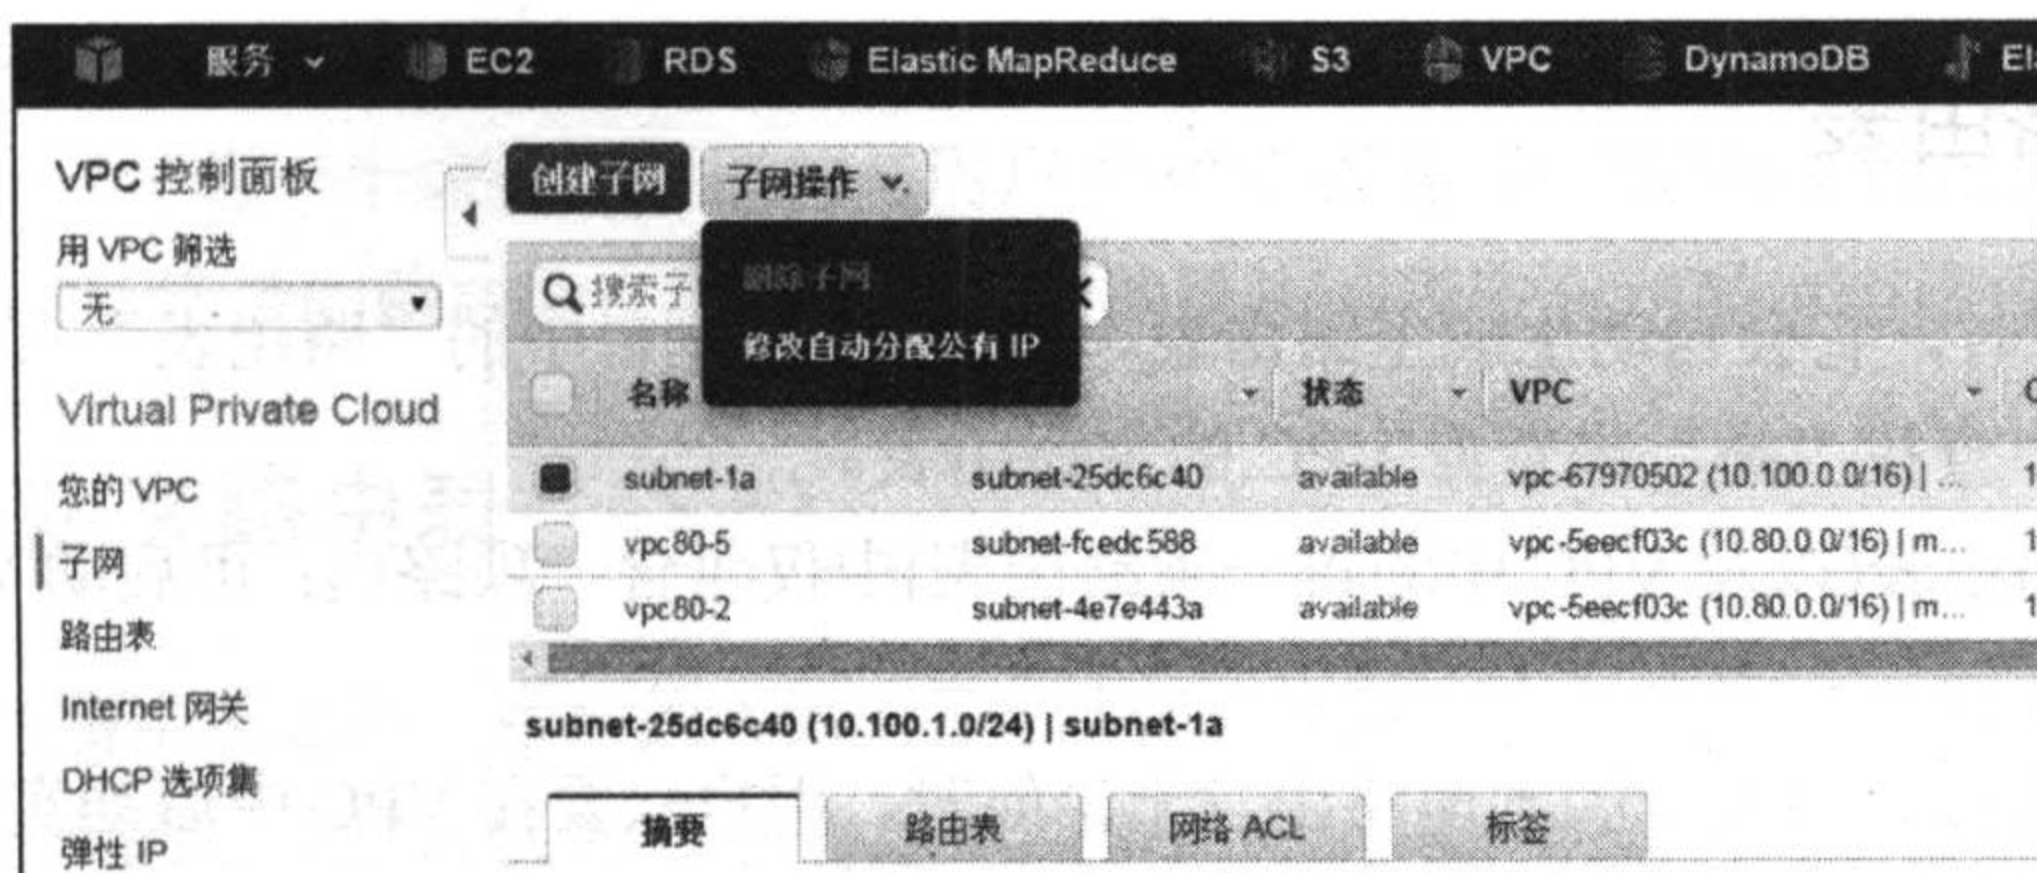 服务 EC2 RDS Elastic MapReduce S3 VPC DynamoDB
VPC 控制面板
用 VPC 筛选
无
Virtual Private Cloud
您的 VPC
子网
路由表
Internet 网关
DHCP 选项集
弹性 IP
创建子网 子网操作
搜索子
删除子网
修改自动分配公有 IP
名称 状态 VPC
subnet-1a subnet-25dc6c40 available vpc-67970502 (10.100.0.0/16) | ...
vpc80-5 subnet-fcedc588 available vpc-5eecf03c (10.80.0.0/16) | m...
vpc80-2 subnet-4e7e443a available vpc-5eecf03c (10.80.0.0/16) | m...
subnet-25dc6c40 (10.100.1.0/24) | subnet-1a
摘要 路由表 网络 ACL 标签